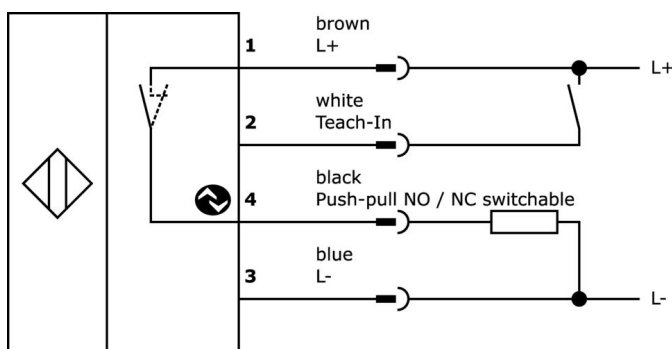 brown
1 L+
L+
white
2 Teach-In
black
4 Push-pull NO / NC switchable
blue
3 L-
L-